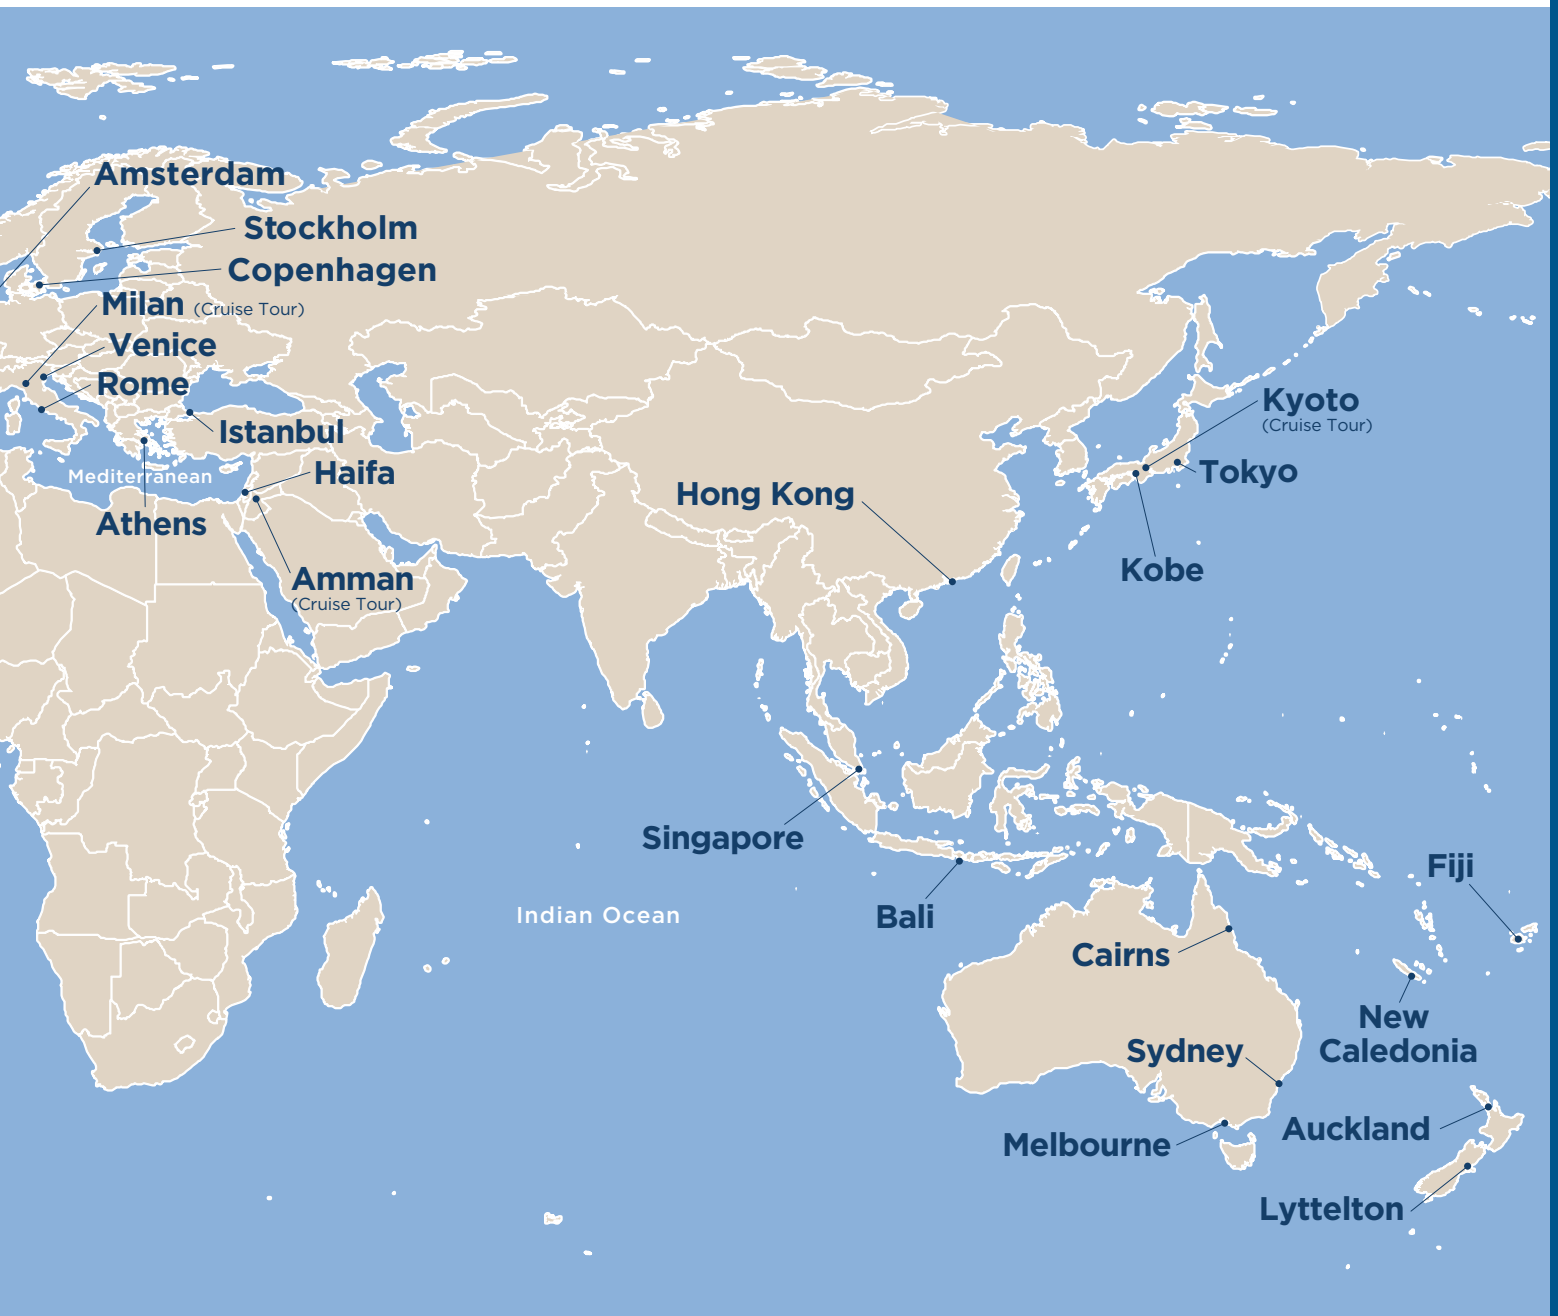 Amsterdam
Stockholm
Copenhagen
Milan (Cruise Tour)
Venice
Rome
Istanbul
Kyoto
(Cruise Tour)
Mediterranean
Haifa
Tokyo
Hong Kong
Athens
Amman
(Cruise Tour)
Kobe
Singapore
Fiji
Indian Ocean
Bali
Cairns
New
Caledonia
Sydney
Auckland
Melbourne
Lyttelton